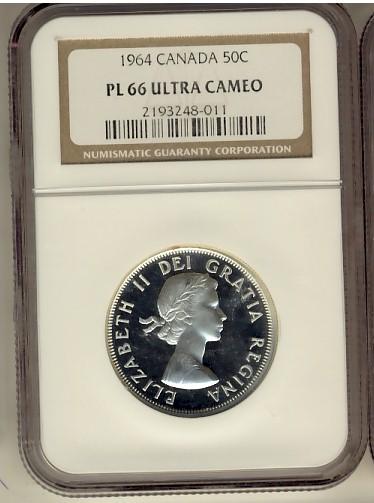 1964 CANADA 50C
PL 66 ULTRA CAMEO
2193248-011
NUMISMATIC GUARANTY CORPORATION
ELIZABETH II DEI GRATIA REGINA